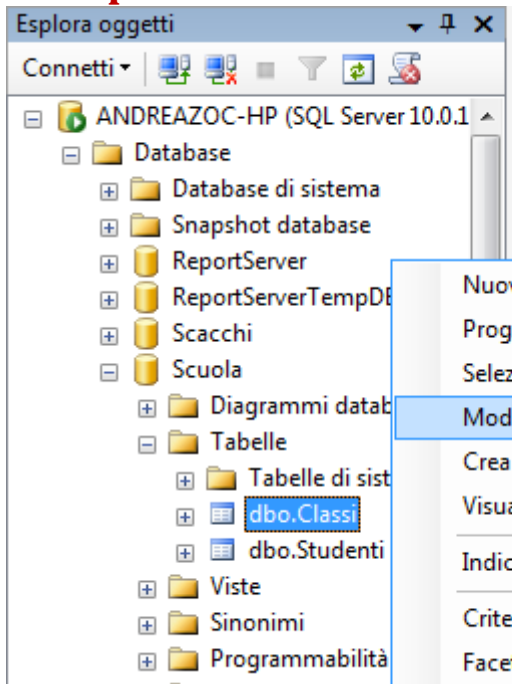 Esplora oggetti
Connetti
ANDREAZOC-HP (SQL Server 10.0.1
Database
Database di sistema
Snapshot database
ReportServer
ReportServerTempDB
Scacchi
Scuola
Diagrammi datab
Tabelle
Tabelle di sist
dbo.Classi
dbo.Studenti
Viste
Sinonimi
Programmabilità
Nuov
Prog
Selez
Mod
Crea
Visua
Indic
Crite
Facet